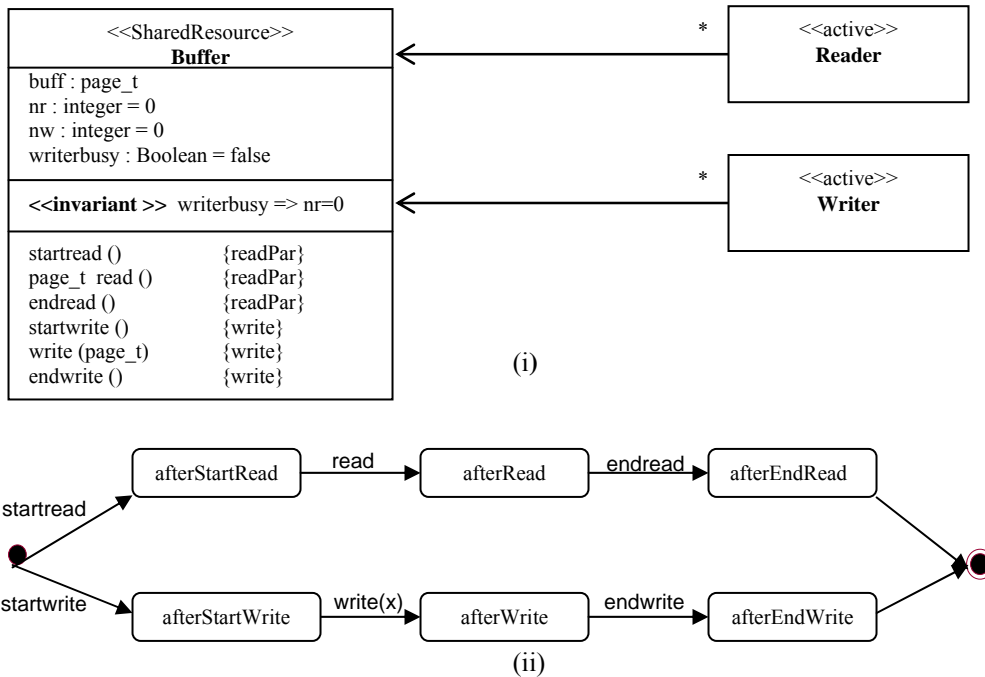 <<SharedResource>>
Buffer
buff : page_t
nr : integer = 0
nw : integer = 0
writerbusy : Boolean = false
<<invariant >> writerbusy => nr=0
startread () {readPar}
page_t read () {readPar}
endread () {readPar}
startwrite () {write}
write (page_t) {write}
endwrite () {write}
*
<<active>>
Reader
*
<<active>>
Writer
(i)
startread
afterStartRead
read
afterRead
endread
afterEndRead
startwrite
afterStartWrite
write(x)
afterWrite
endwrite
afterEndWrite
(ii)